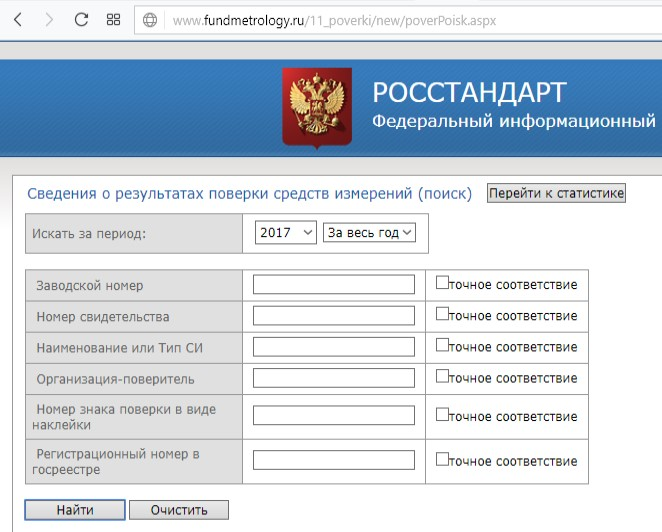 www.fundmetrology.ru/11_poverki/new/poverPoisk.aspx
РОССТАНДАРТ
Федеральный информационный
Сведения о результатах поверки средств измерений (поиск) Перейти к статистике
Искать за период: 2017 За весь год
Заводской номер точное соответствие
Номер свидетельства точное соответствие
Наименование или Тип СИ точное соответствие
Организация-поверитель точное соответствие
Номер знака поверки в виде
наклейки точное соответствие
Регистрационный номер в
госреестре точное соответствие
Найти Очистить